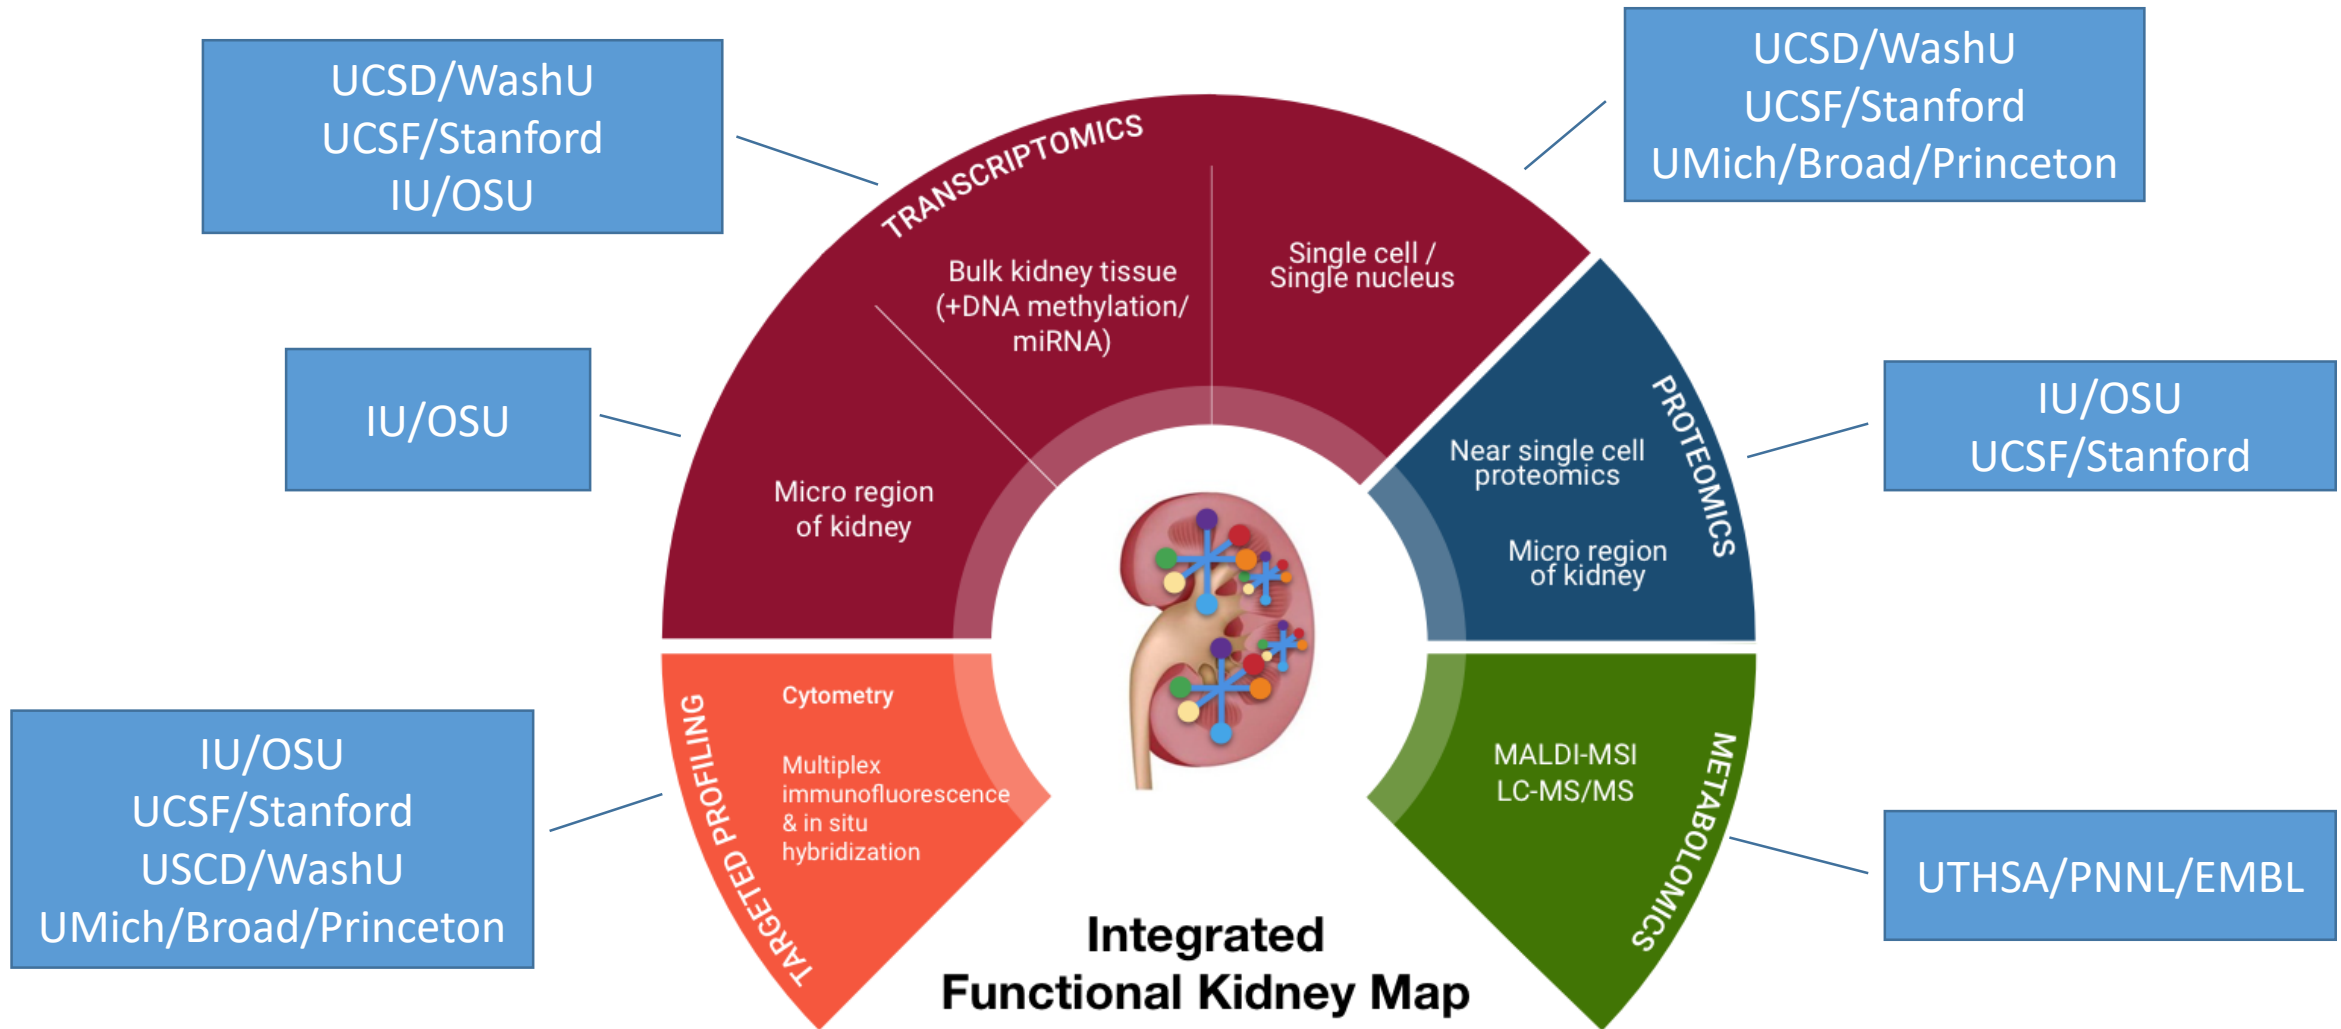 UCSD/WashU
UCSF/Stanford
IU/OSU
UCSD/WashU
UCSF/Stanford
UMich/Broad/Princeton
TRANSCRIPTOMICS
Bulk kidney tissue
(+DNA methylation/
miRNA)
Single cell /
Single nucleus
IU/OSU
Micro region
of kidney
PROTEOMICS
Near single cell
proteomics
Micro region
of kidney
IU/OSU
UCSF/Stanford
TARGETED PROFILING
Cytometry
Multiplex
immunofluorescence
& in situ
hybridization
IU/OSU
UCSF/Stanford
USCD/WashU
UMich/Broad/Princeton
METABOLOMICS
MALDI-MSI
LC-MS/MS
UTHSA/PNNL/EMBL
Integrated
Functional Kidney Map